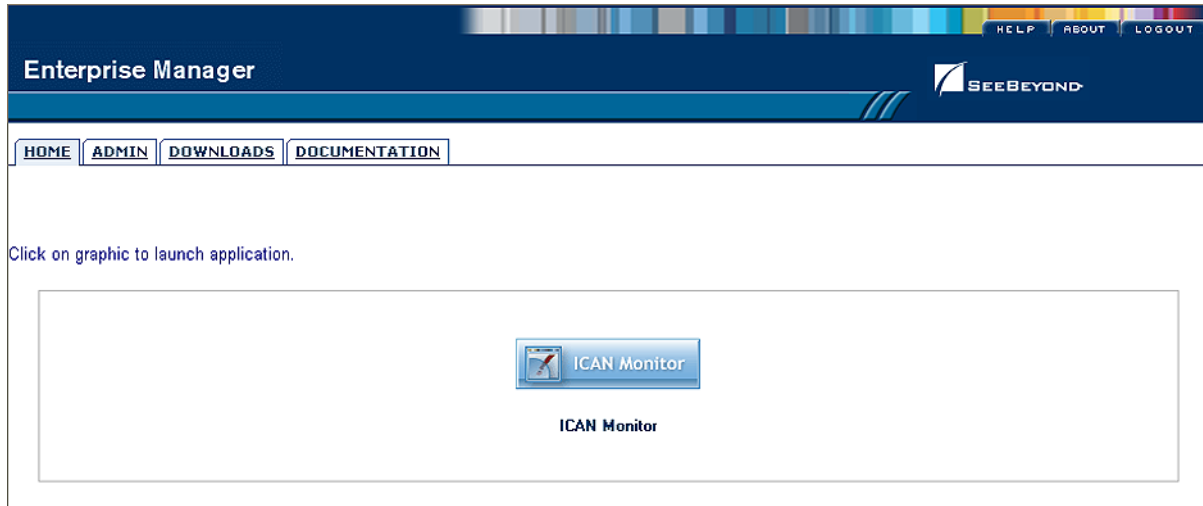 HELP ABOUT LOGOUT
Enterprise Manager
SEEBEYOND
HOME ADMIN DOWNLOADS DOCUMENTATION
Click on graphic to launch application.
ICAN Monitor
ICAN Monitor